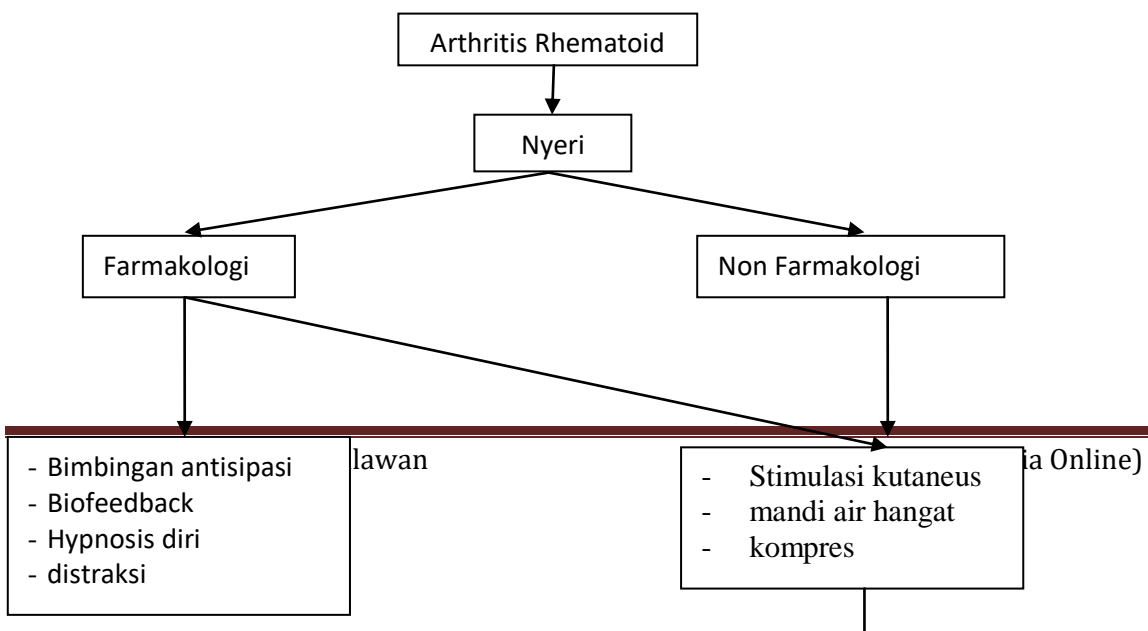 Arthritis Rhematoid
Nyeri
Farmakologi
Non Farmakologi
- Bimbingan antisipasi
- Biofeedback
- Hypnosis diri
- distraksi
lawan
- Stimulasi kutaneus
- mandi air hangat
- kompres
ia Online)